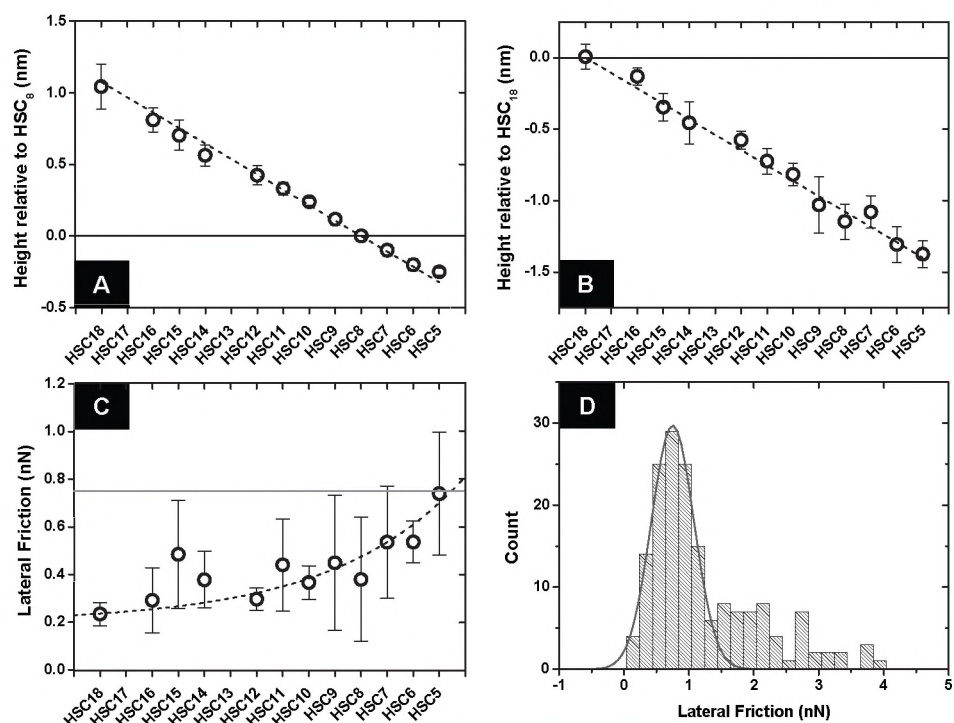 Height relative to HSC8 (nm)
1.5
1.0
0.5
0.0
-0.5
A
HSC18
HSC17
HSC16
HSC15
HSC14
HSC13
HSC12
HSC11
HSC10
HSC9
HSC8
HSC7
HSC6
HSC5
Height relative to HSC18 (nm)
0.0
-0.5
-1.0
-1.5
B
HSC18
HSC17
HSC16
HSC15
HSC14
HSC13
HSC12
HSC11
HSC10
HSC9
HSC8
HSC7
HSC6
HSC5
Lateral Friction (nN)
1.2
1.0
0.8
0.6
0.4
0.2
0.0
C
HSC18
HSC17
HSC16
HSC15
HSC14
HSC13
HSC12
HSC11
HSC10
HSC9
HSC8
HSC7
HSC6
HSC5
Count
30
20
10
0
D
-1 0 1 2 3 4 5
Lateral Friction (nN)